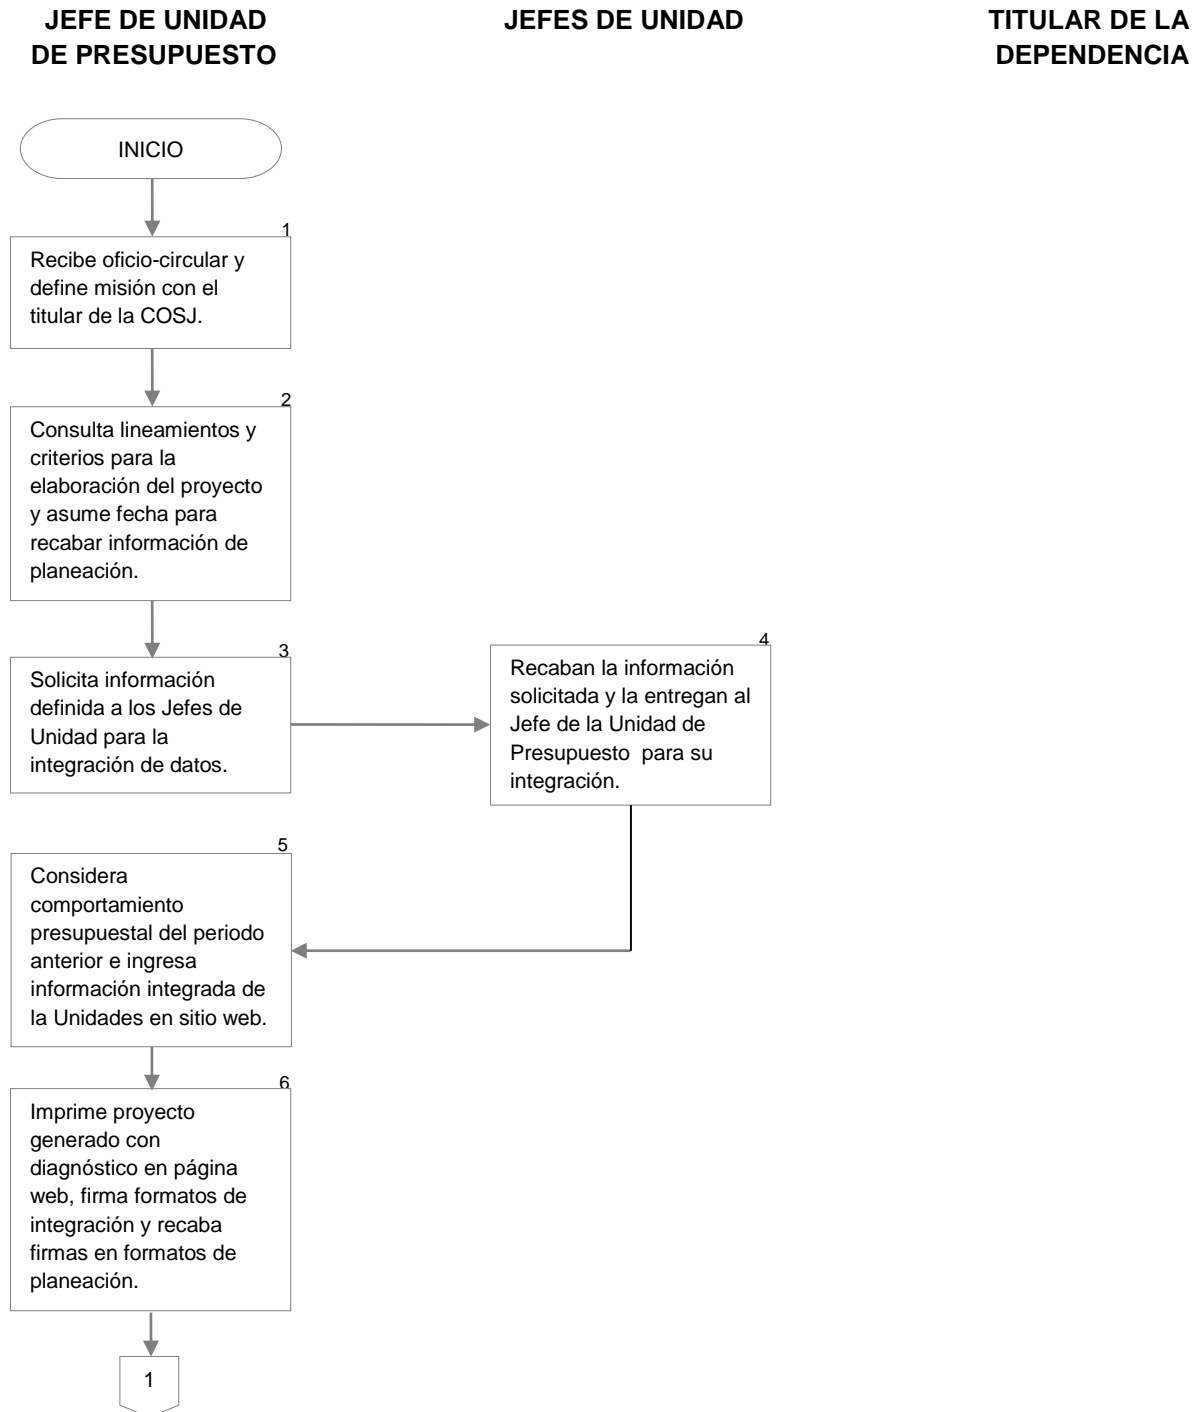 JEFE DE UNIDAD
DE PRESUPUESTO
JEFES DE UNIDAD
TITULAR DE LA
DEPENDENCIA
INICIO
1
Recibe oficio-circular y
define misión con el
titular de la COSJ.
2
Consulta lineamientos y
criterios para la
elaboración del proyecto
y asume fecha para
recabar información de
planeación.
3
Solicita información
definida a los Jefes de
Unidad para la
integración de datos.
4
Recaban la información
solicitada y la entregan al
Jefe de la Unidad de
Presupuesto  para su
integración.
5
Considera
comportamiento
presupuestal del periodo
anterior e ingresa
información integrada de
la Unidades en sitio web.
6
Imprime proyecto
generado con
diagnóstico en página
web, firma formatos de
integración y recaba
firmas en formatos de
planeación.
1